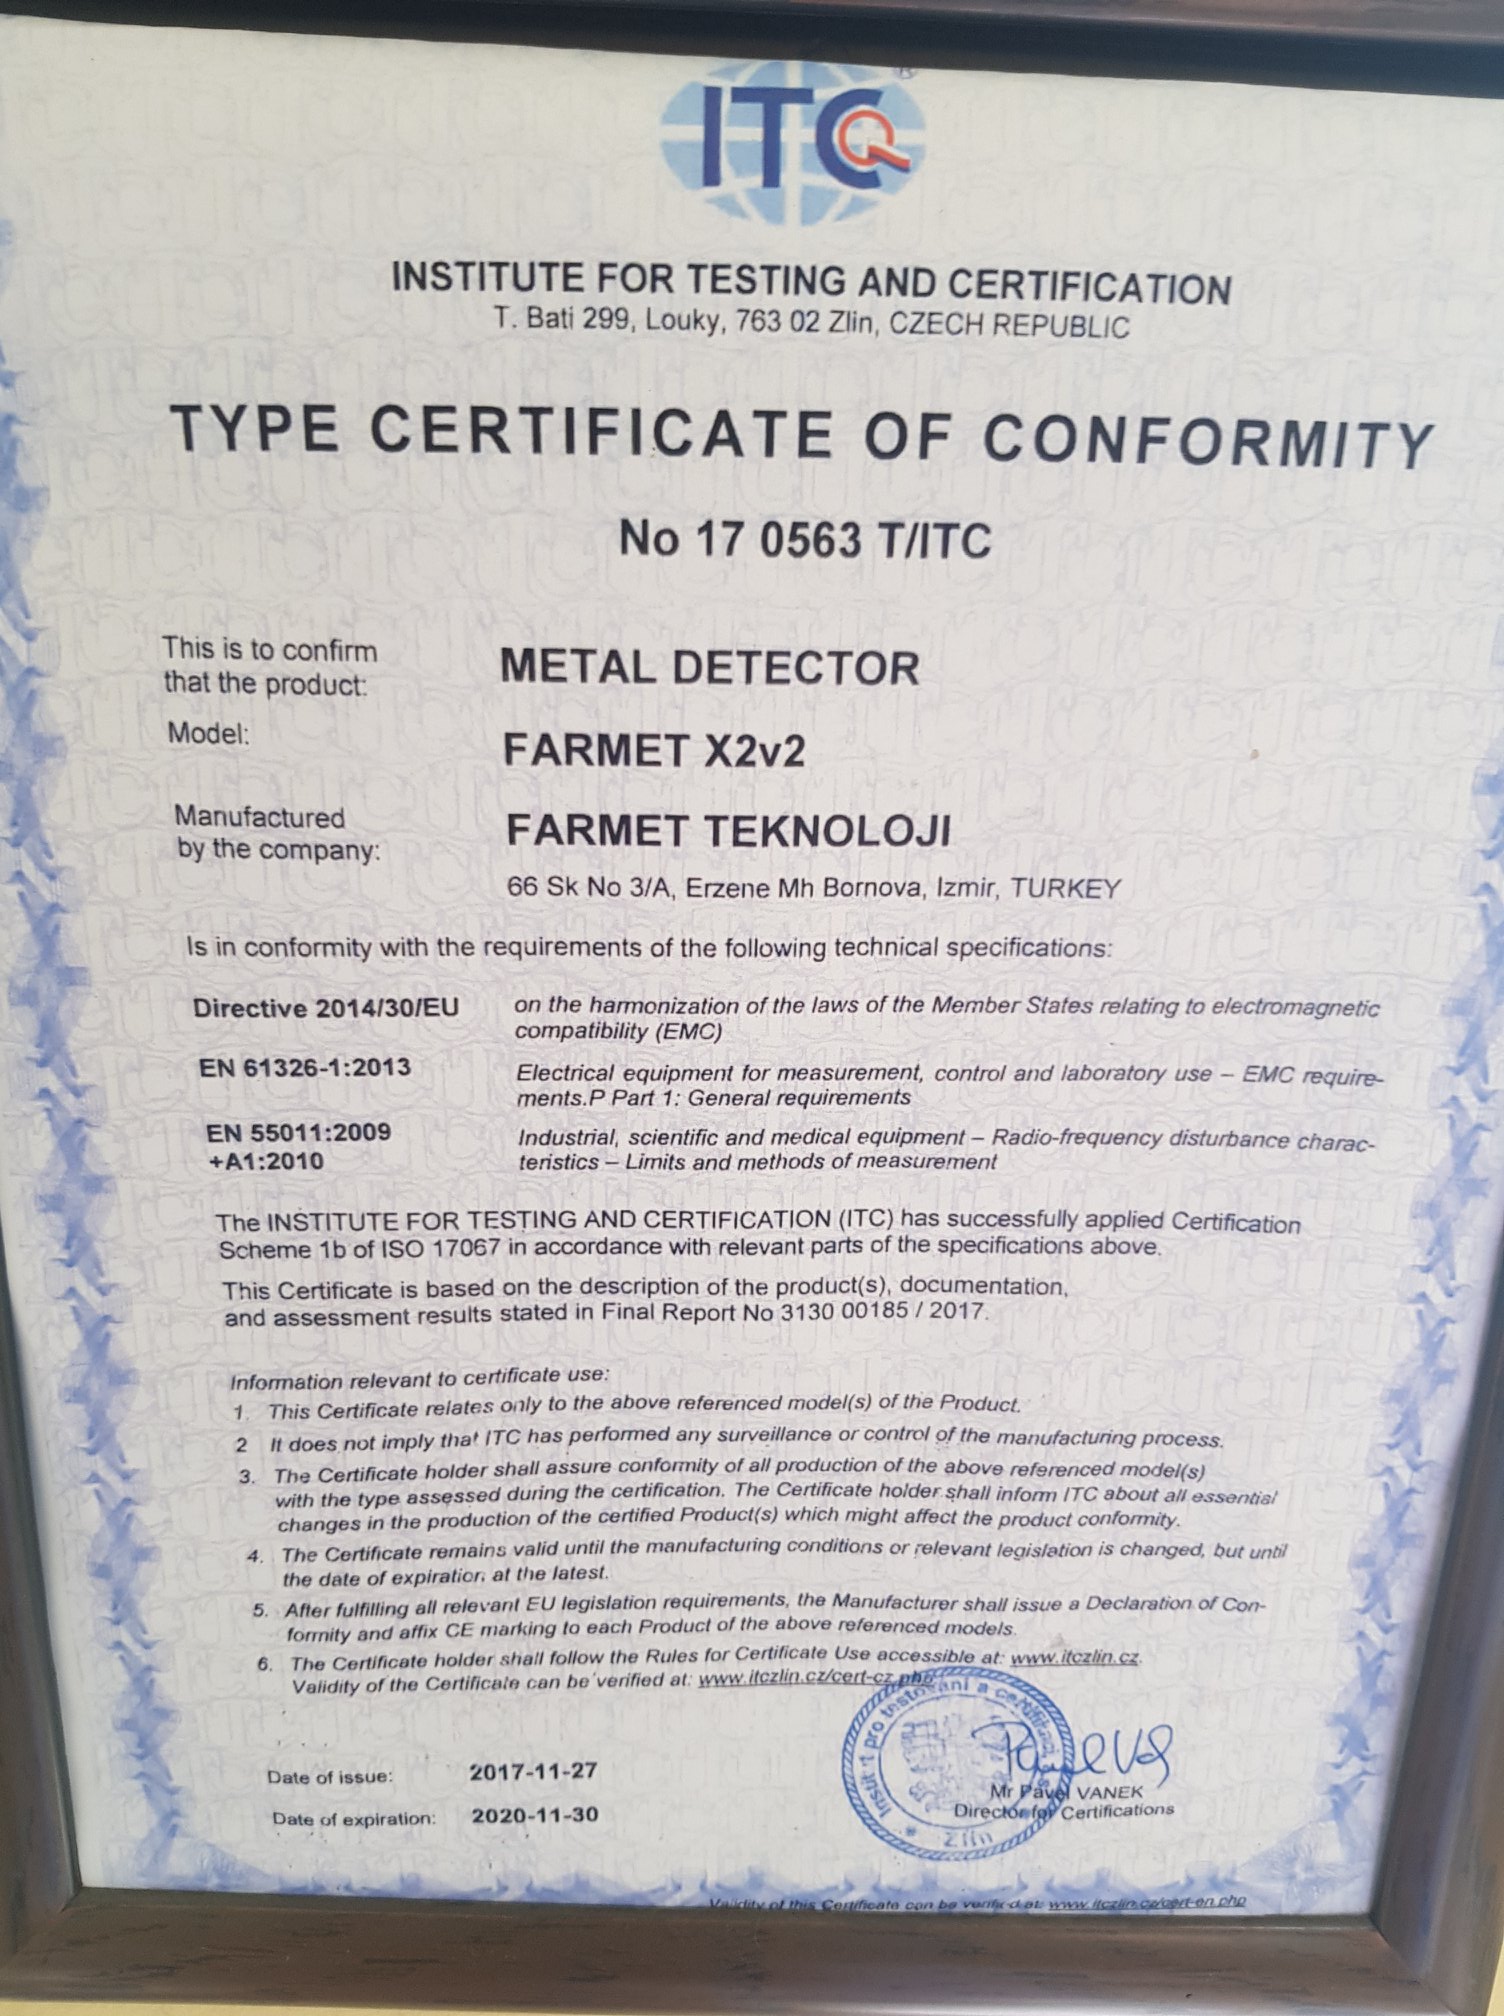 ITC
®
INSTITUTE FOR TESTING AND CERTIFICATION
T. Bati 299, Louky, 763 02 Zlin, CZECH REPUBLIC
TYPE CERTIFICATE OF CONFORMITY
No 17 0563 T/ITC
This is to confirm
that the product:
METAL DETECTOR
Model:
FARMET X2v2
Manufactured
by the company:
FARMET TEKNOLOJI
66 Sk No 3/A, Erzene Mh Bornova, Izmir, TURKEY
Is in conformity with the requirements of the following technical specifications:
Directive 2014/30/EU
on the harmonization of the laws of the Member States relating to electromagnetic
compatibility (EMC)
EN 61326-1:2013
Electrical equipment for measurement, control and laboratory use – EMC require-
ments.P Part 1: General requirements
EN 55011:2009
+A1:2010
Industrial, scientific and medical equipment – Radio-frequency disturbance charac-
teristics – Limits and methods of measurement
The INSTITUTE FOR TESTING AND CERTIFICATION (ITC) has successfully applied Certification
Scheme 1b of ISO 17067 in accordance with relevant parts of the specifications above.
This Certificate is based on the description of the product(s), documentation,
and assessment results stated in Final Report No 3130 00185 / 2017.
Information relevant to certificate use:
1. This Certificate relates only to the above referenced model(s) of the Product.
2 It does not imply that ITC has performed any surveillance or control of the manufacturing process.
3. The Certificate holder shall assure conformity of all production of the above referenced model(s)
with the type assessed during the certification. The Certificate holder shall inform ITC about all essential
changes in the production of the certified Product(s) which might affect the product conformity.
4. The Certificate remains valid until the manufacturing conditions or relevant legislation is changed, but until
the date of expiration at the latest.
5. After fulfilling all relevant EU legislation requirements, the Manufacturer shall issue a Declaration of Con-
formity and affix CE marking to each Product of the above referenced models.
6. The Certificate holder shall follow the Rules for Certificate Use accessible at: www.itczlin.cz.
Validity of the Certificate can be verified at: www.itczlin.cz/cert-cz.php
Institut pro testování a certifikaci
Zlín
Date of issue: 2017-11-27
Mr Pavel VANEK
Director for Certifications
Date of expiration: 2020-11-30
Validity of this Certificate can be verified at: www.itczlin.cz/cert-en.php